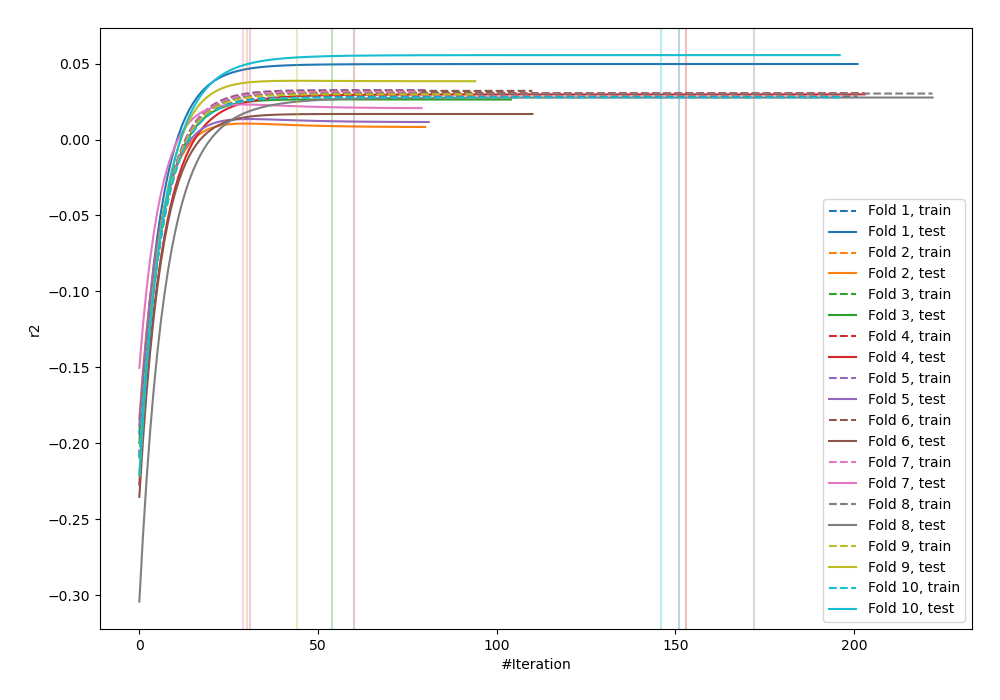 0.05
0.00
−0.05
−0.10
−0.15
−0.20
−0.25
−0.30
r2
0
50
100
150
200
#Iteration
Fold 1, train
Fold 1, test
Fold 2, train
Fold 2, test
Fold 3, train
Fold 3, test
Fold 4, train
Fold 4, test
Fold 5, train
Fold 5, test
Fold 6, train
Fold 6, test
Fold 7, train
Fold 7, test
Fold 8, train
Fold 8, test
Fold 9, train
Fold 9, test
Fold 10, train
Fold 10, test